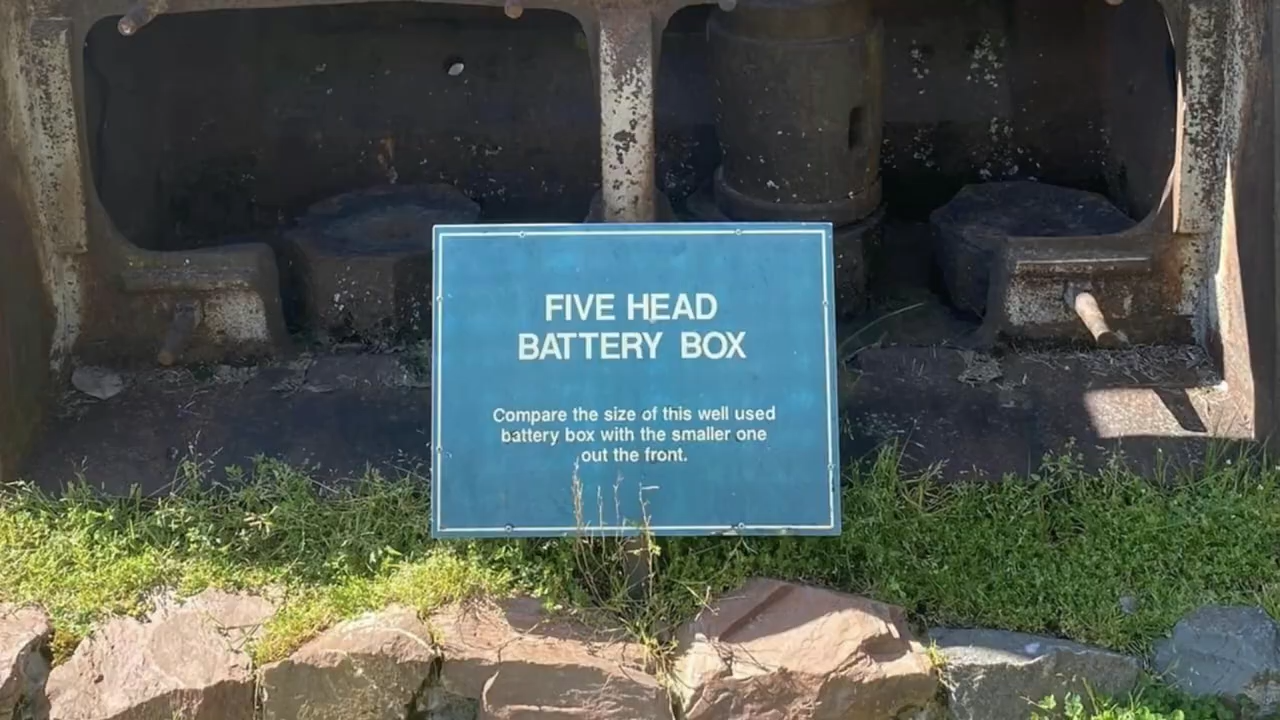 FIVE HEAD
BATTERY BOX
Compare the size of this well used
battery box with the smaller one
out the front.